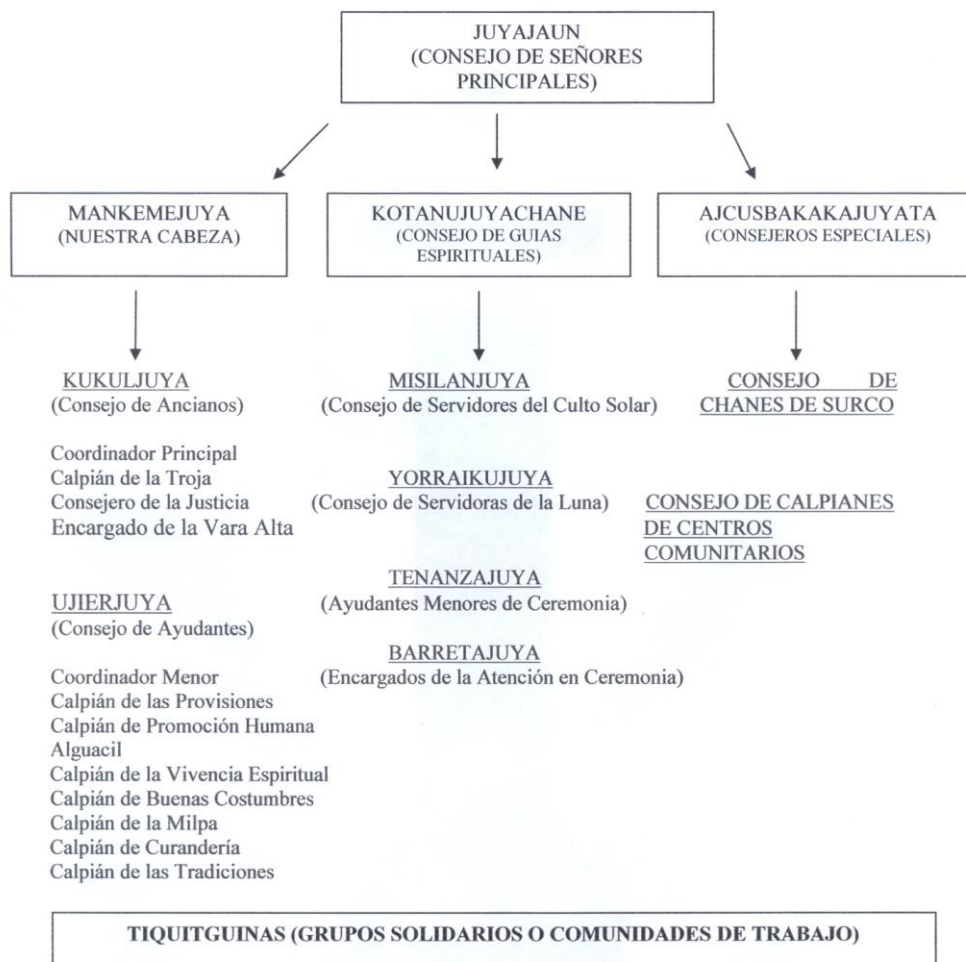 JUYAJAUN
(CONSEJO DE SEÑORES
PRINCIPALES)
MANKEMEJUYA
(NUESTRA CABEZA)
KOTANUJUYACHANE
(CONSEJO DE GUIAS
ESPIRITUALES)
AJCUSBAKAKAJUYATA
(CONSEJEROS ESPECIALES)
KUKULJUYA
(Consejo de Ancianos)
Coordinador Principal
Calpián de la Troja
Consejero de la Justicia
Encargado de la Vara Alta
UJIERJUYA
(Consejo de Ayudantes)
Coordinador Menor
Calpián de las Provisiones
Calpián de Promoción Humana
Alguacil
Calpián de la Vivencia Espiritual
Calpián de Buenas Costumbres
Calpián de la Milpa
Calpián de Curandería
Calpián de las Tradiciones
MISILANJUYA
(Consejo de Servidores del Culto Solar)
YORRAIKUJUYA
(Consejo de Servidoras de la Luna)
TENANZAJUYA
(Ayudantes Menores de Ceremonia)
BARRETAJUYA
(Encargados de la Atención en Ceremonia)
CONSEJO DE
CHANES DE SURCO
CONSEJO DE CALPIANES
DE CENTROS
COMUNITARIOS
TIQUITGUINAS (GRUPOS SOLIDARIOS O COMUNIDADES DE TRABAJO)